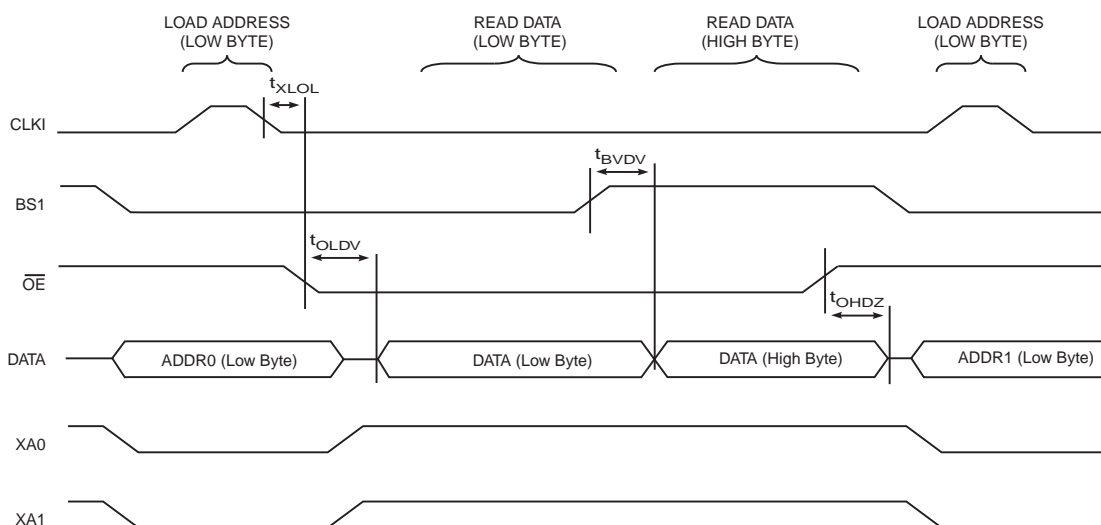 LOAD ADDRESS
(LOW BYTE)
READ DATA
(LOW BYTE)
READ DATA
(HIGH BYTE)
LOAD ADDRESS
(LOW BYTE)
tXLOL
CLKI
tBVDV
BS1
tOLDV
OE
tOHDZ
DATA
ADDR0 (Low Byte)
DATA (Low Byte)
DATA (High Byte)
ADDR1 (Low Byte)
XA0
XA1